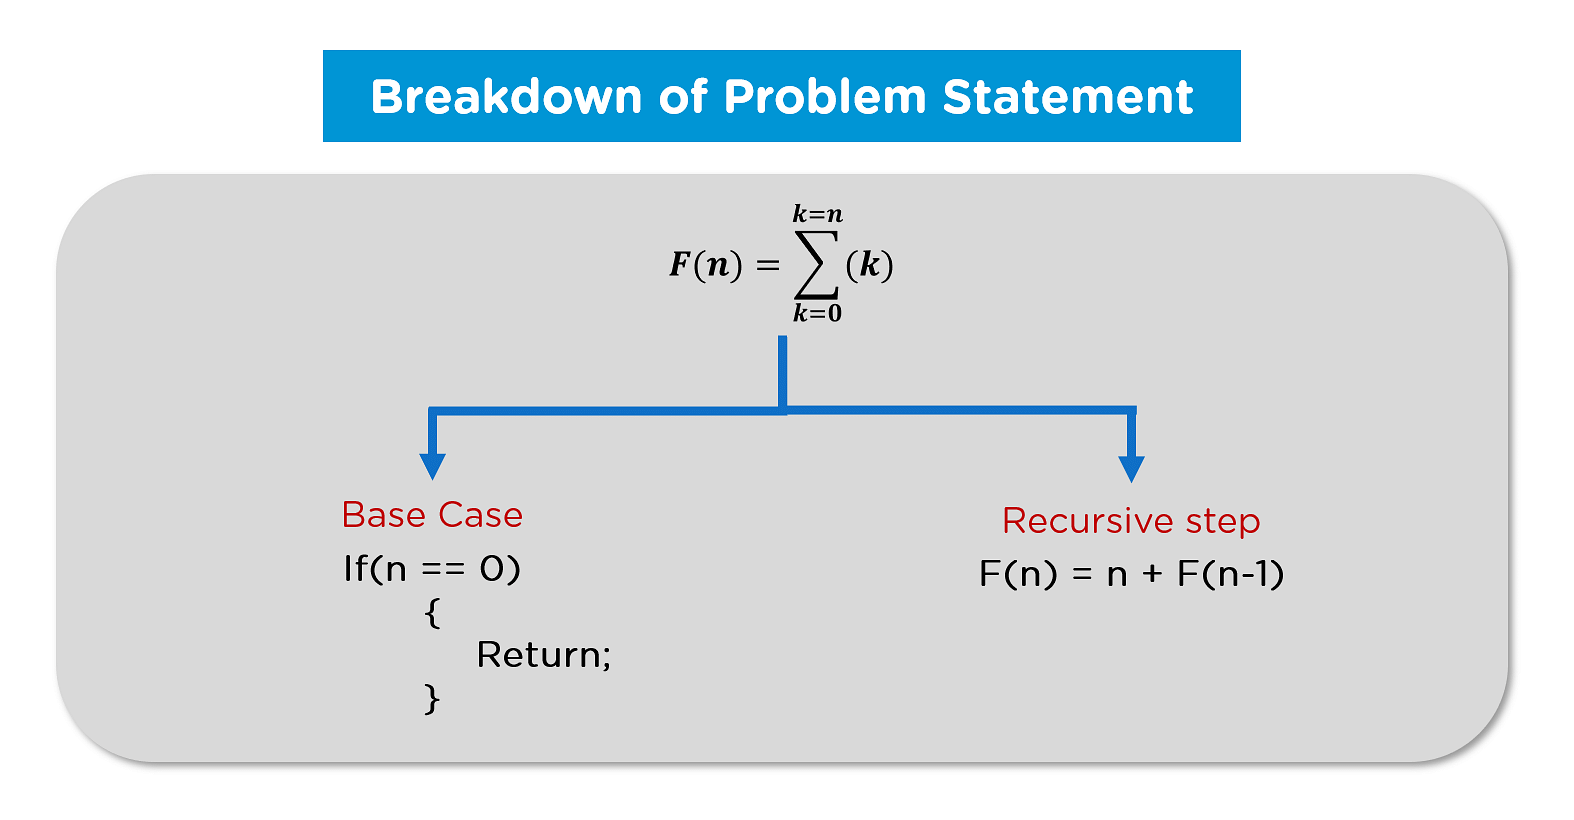 Breakdown of Problem Statement
k=n
F(n) = ∑(k)
k=0
Base Case
If(n == 0)
{
Return;
}
Recursive step
F(n) = n + F(n-1)